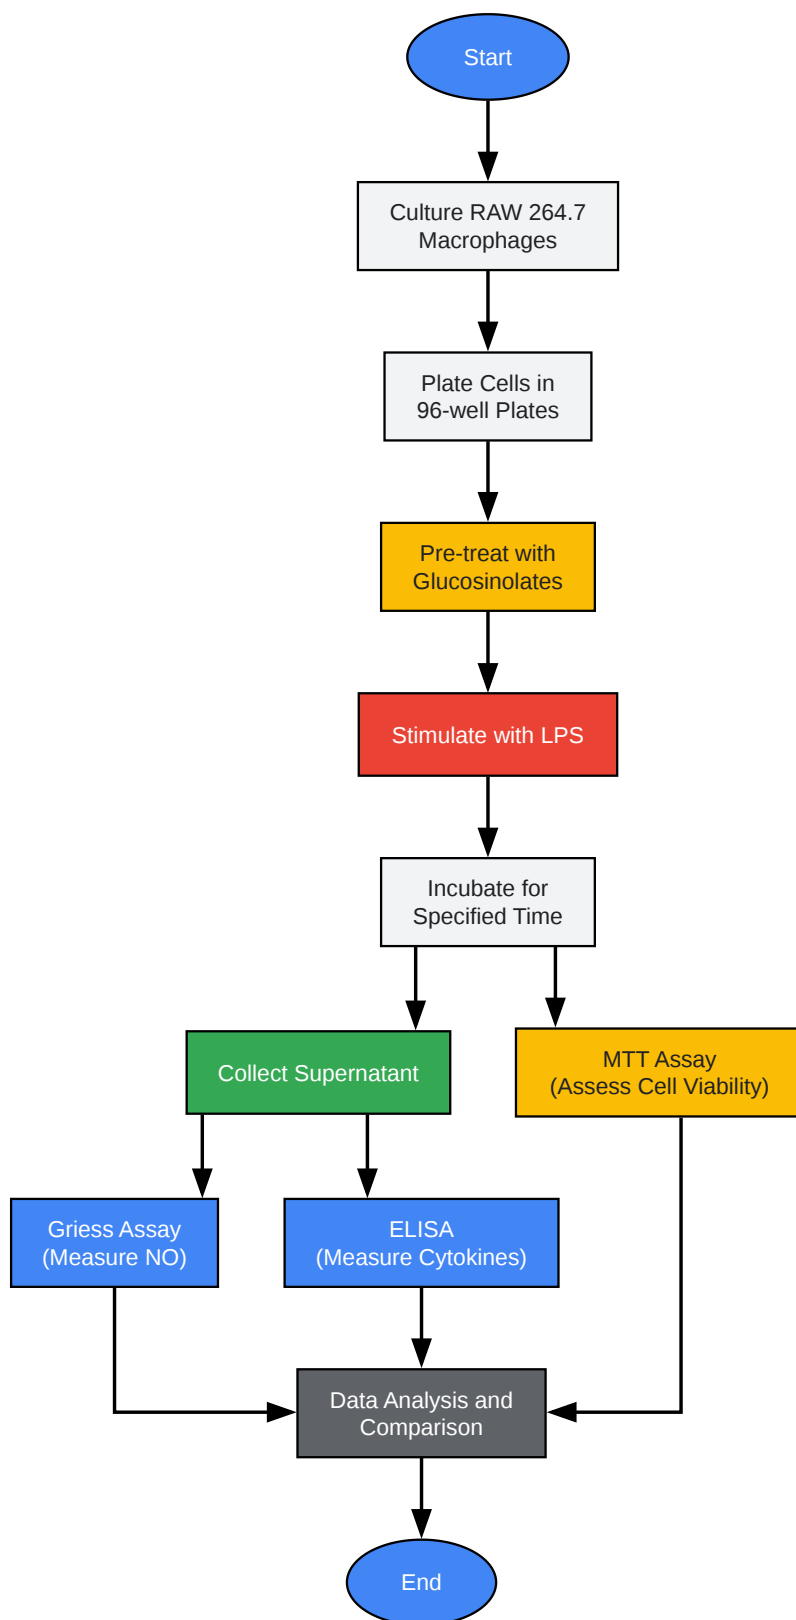 Start
Culture RAW 264.7
Macrophages
Plate Cells in
96-well Plates
Pre-treat with
Glucosinolates
Stimulate with LPS
Incubate for
Specified Time
Collect Supernatant
MTT Assay
(Assess Cell Viability)
Griess Assay
(Measure NO)
ELISA
(Measure Cytokines)
Data Analysis and
Comparison
End